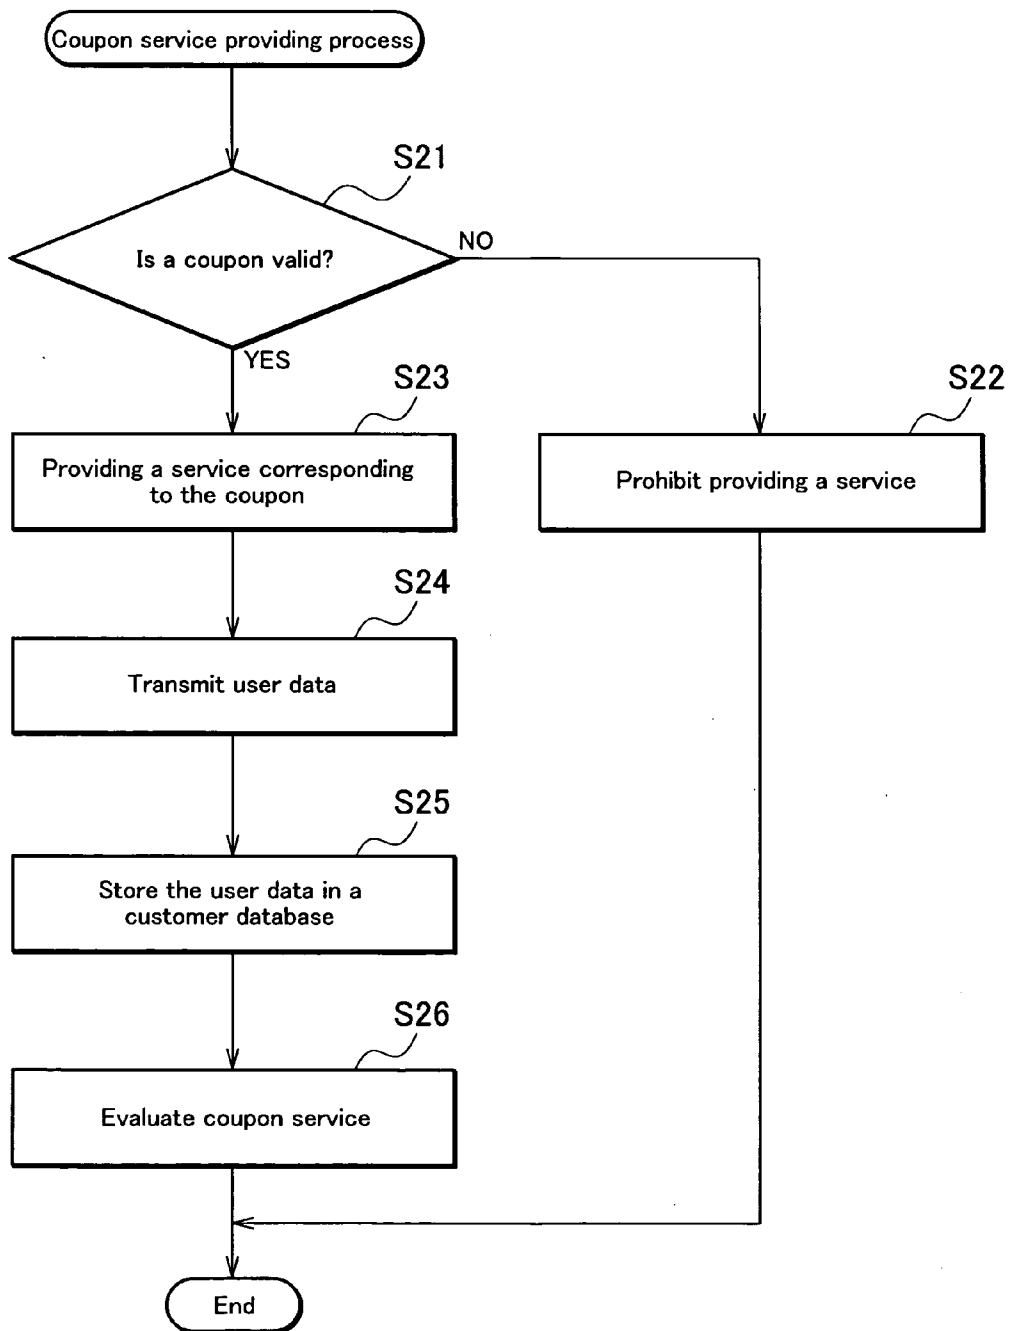 Coupon service providing process
S21
Is a coupon valid?
NO
YES
S23
S22
Providing a service corresponding
to the coupon
Prohibit providing a service
S24
Transmit user data
S25
Store the user data in a
customer database
S26
Evaluate coupon service
End